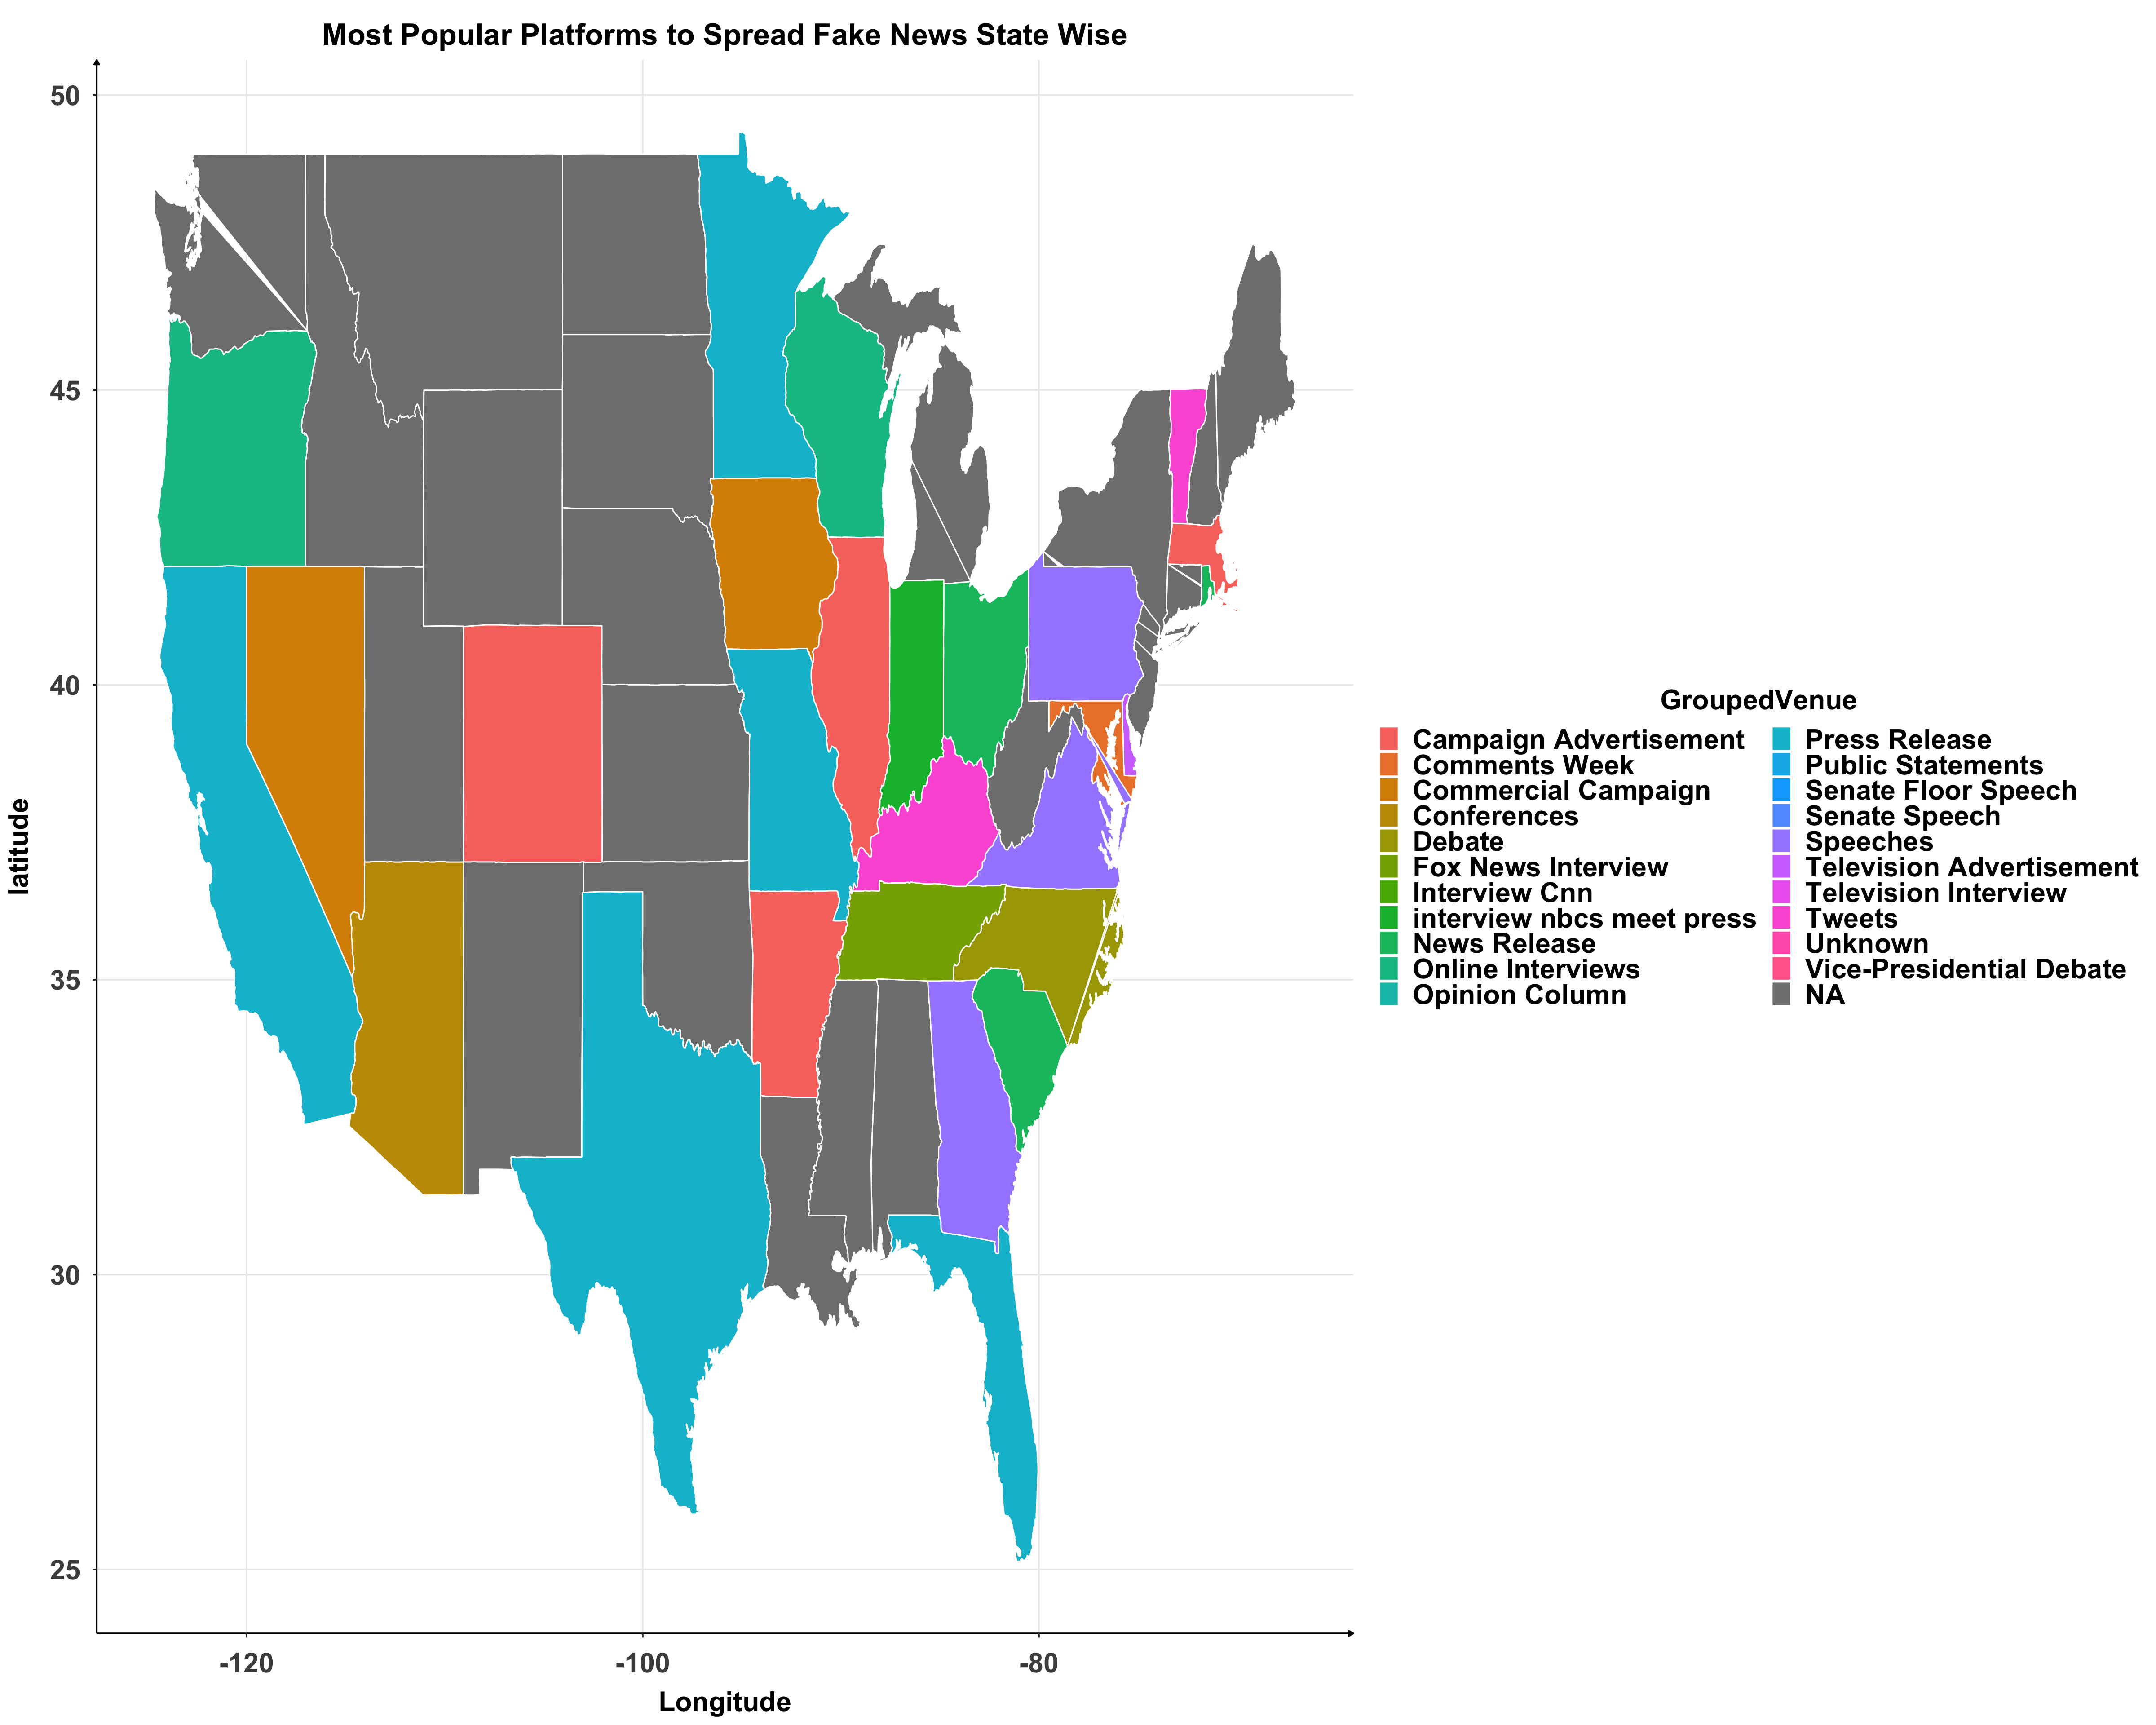 Most Popular Platforms to Spread Fake News State Wise
50
45
40
35
30
25
latitude
-120
-100
-80
Longitude
GroupedVenue
Campaign Advertisement
Comments Week
Commercial Campaign
Conferences
Debate
Fox News Interview
Interview Cnn
interview nbcs meet press
News Release
Online Interviews
Opinion Column
Press Release
Public Statements
Senate Floor Speech
Senate Speech
Speeches
Television Advertisement
Television Interview
Tweets
Unknown
Vice-Presidential Debate
NA